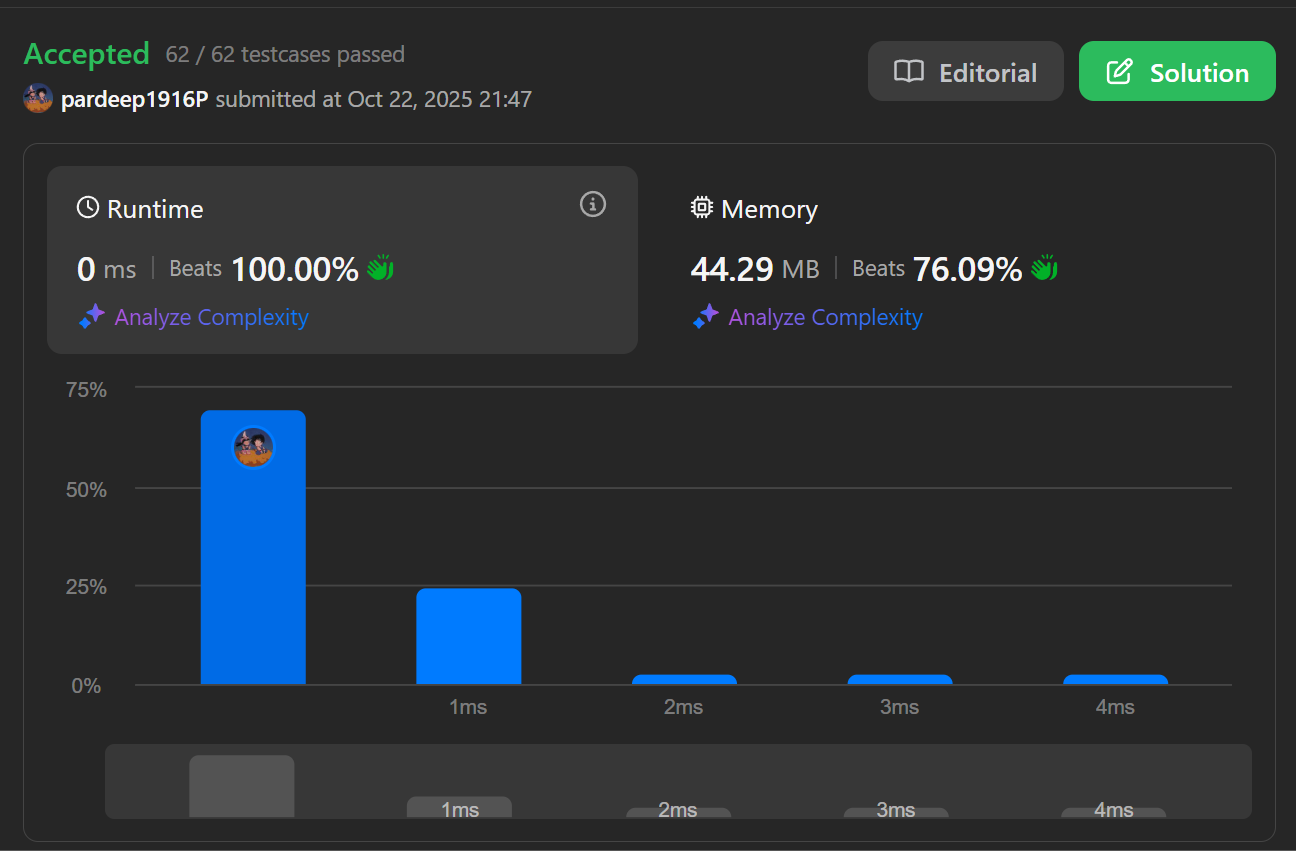 Accepted 62 / 62 testcases passed
Editorial
Solution
pardeep1916P submitted at Oct 22, 2025 21:47
Runtime
0 ms | Beats 100.00%
Analyze Complexity
Memory
44.29 MB | Beats 76.09%
Analyze Complexity
75%
50%
25%
0%
1ms 2ms 3ms 4ms
1ms 2ms 3ms 4ms